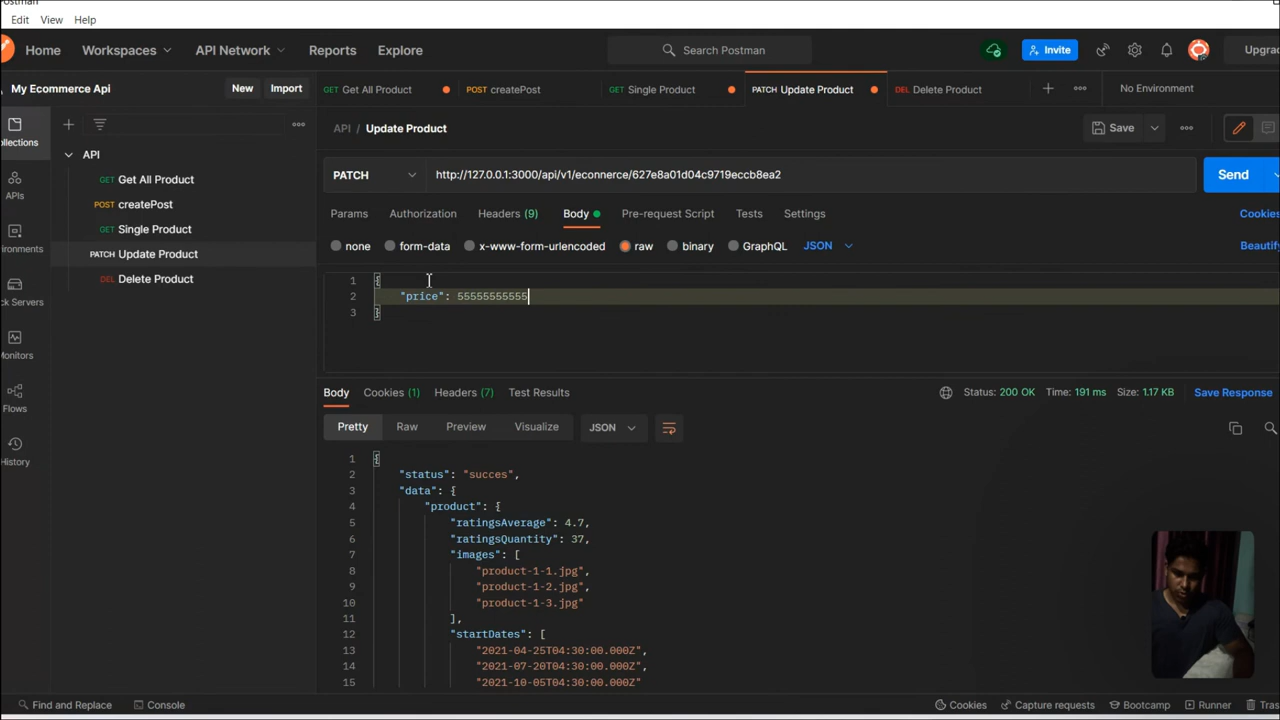 Postman
Edit View Help
Home Workspaces API Network Reports Explore Search Postman Invite
My Ecommerce Api New Import GET Get All Product POST createPost GET Single Product PATCH Update Product DEL Delete Product No Environment
API / Update Product Save
API
GET Get All Product
POST createPost
GET Single Product
PATCH Update Product
DEL Delete Product
APIs
Monitors
Flows
History
PATCH http://127.0.0.1:3000/api/v1/econnerce/627e8a01d04c9719eccb8ea2 Send
Params Authorization Headers (9) Body Pre-request Script Tests Settings Cookies
none form-data x-www-form-urlencoded raw binary GraphQL JSON Beautif
1 {
2 "price": 55555555555
3 }
Body Cookies (1) Headers (7) Test Results Status: 200 OK Time: 191 ms Size: 1.17 KB Save Response
Pretty Raw Preview Visualize JSON
1 {
2 "status": "succes",
3 "data": {
4 "product": {
5 "ratingsAverage": 4.7,
6 "ratingsQuantity": 37,
7 "images": [
8 "product-1-1.jpg",
9 "product-1-2.jpg",
10 "product-1-3.jpg"
11 ],
12 "startDates": [
13 "2021-04-25T04:30:00.000Z",
14 "2021-07-20T04:30:00.000Z",
15 "2021-10-05T04:30:00.000Z"
Find and Replace Console Cookies Capture requests Bootcamp Runner Tras